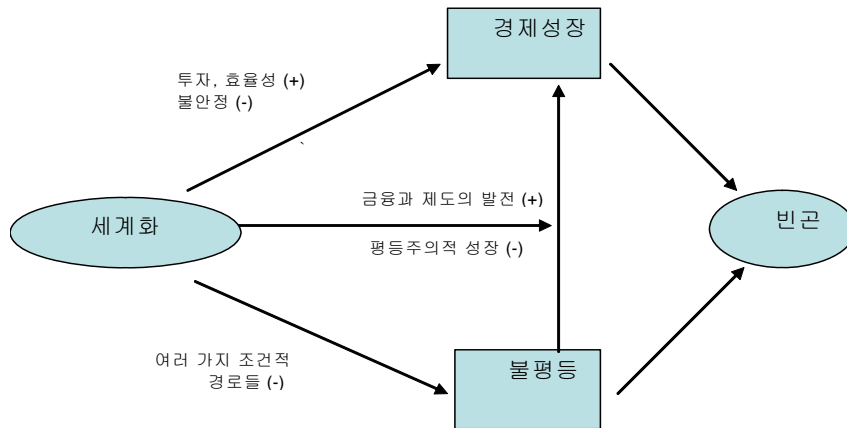 경제성장
투자, 효율성 (+)
불안정 (-)
금융과 제도의 발전 (+)
세계화
빈곤
평등주의적 성장 (-)
여러 가지 조건적
경로들 (-)
불평등